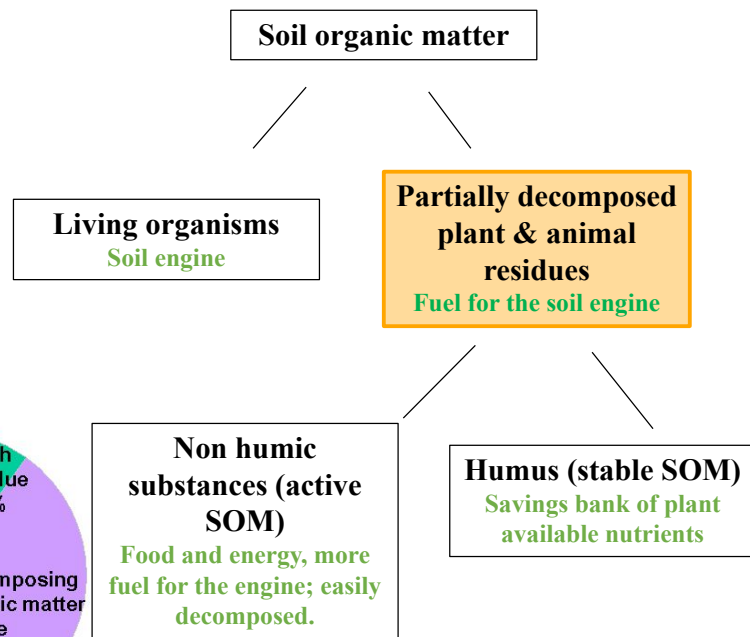 Soil organic matter
Living organisms
Soil engine
Partially decomposed
plant & animal
residues
Fuel for the soil engine
Non humic
substances (active
SOM)
Food and energy, more
fuel for the engine; easily
decomposed.
Humus (stable SOM)
Savings bank of plant
available nutrients
%
matter